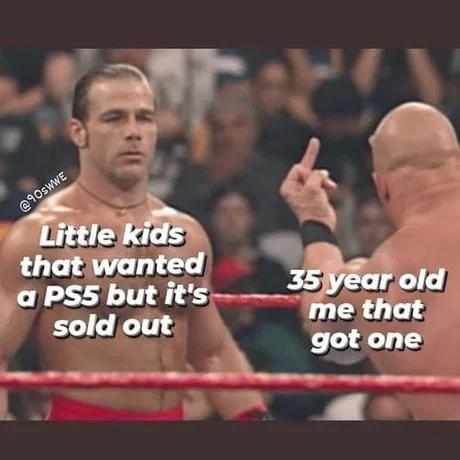 @90sWWE
Little kids
that wanted
a PS5 but it's
sold out
35 year old
me that
got one